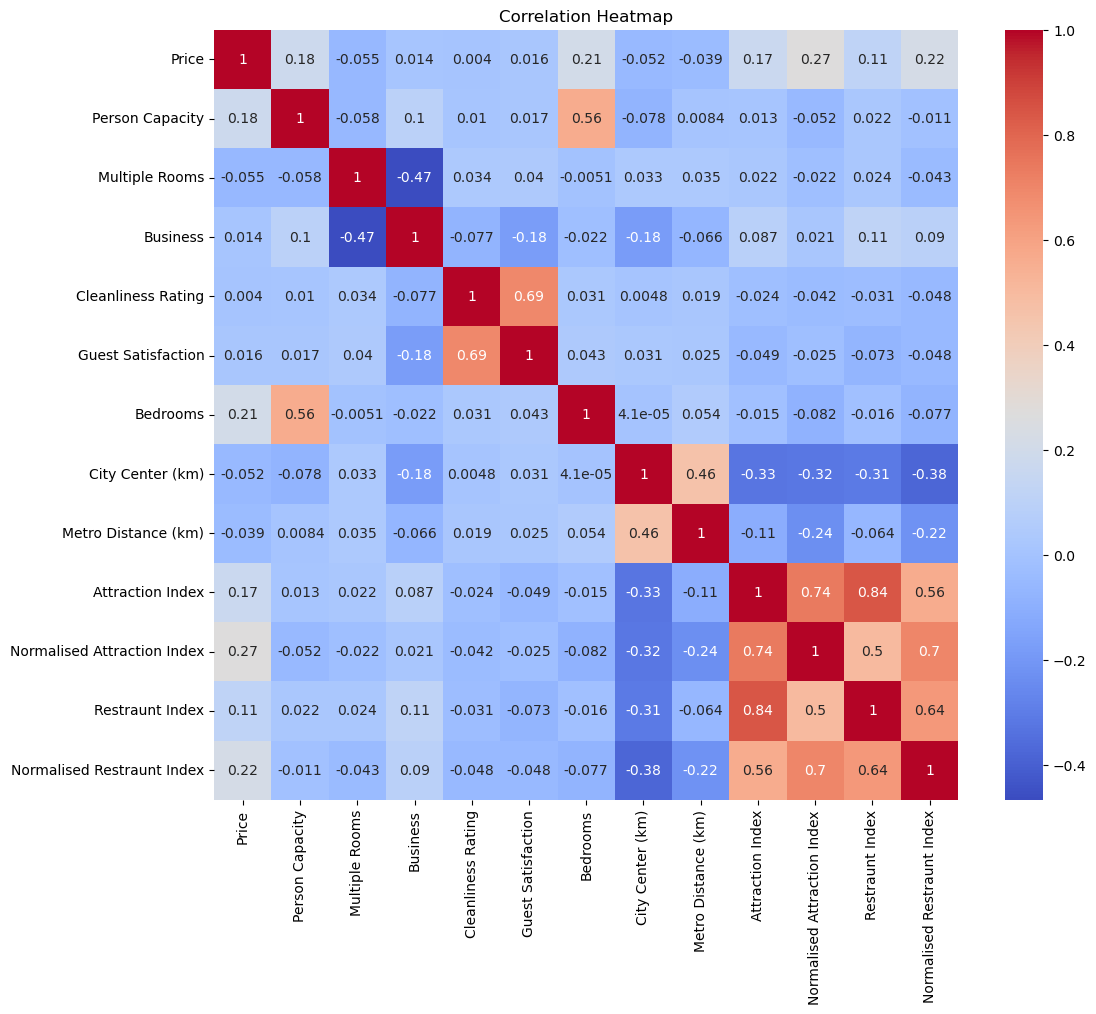 Correlation Heatmap
Price 1 0.18 -0.055 0.014 0.004 0.016 0.21 -0.052 -0.039 0.17 0.27 0.11 0.22
Person Capacity 0.18 1 -0.058 0.1 0.01 0.017 0.56 -0.078 0.0084 0.013 -0.052 0.022 -0.011
Multiple Rooms -0.055 -0.058 1 -0.47 0.034 0.04 -0.0051 0.033 0.035 0.022 -0.022 0.024 -0.043
Business 0.014 0.1 -0.47 1 -0.077 -0.18 -0.022 -0.18 -0.066 0.087 0.021 0.11 0.09
Cleanliness Rating 0.004 0.01 0.034 -0.077 1 0.69 0.031 0.0048 0.019 -0.024 -0.042 -0.031 -0.048
Guest Satisfaction 0.016 0.017 0.04 -0.18 0.69 1 0.043 0.031 0.025 -0.049 -0.025 -0.073 -0.048
Bedrooms 0.21 0.56 -0.0051 -0.022 0.031 0.043 1 4.1e-05 0.054 -0.015 -0.082 -0.016 -0.077
City Center (km) -0.052 -0.078 0.033 -0.18 0.0048 0.031 4.1e-05 1 0.46 -0.33 -0.32 -0.31 -0.38
Metro Distance (km) -0.039 0.0084 0.035 -0.066 0.019 0.025 0.054 0.46 1 -0.11 -0.24 -0.064 -0.22
Attraction Index 0.17 0.013 0.022 0.087 -0.024 -0.049 -0.015 -0.33 -0.11 1 0.74 0.84 0.56
Normalised Attraction Index 0.27 -0.052 -0.022 0.021 -0.042 -0.025 -0.082 -0.32 -0.24 0.74 1 0.5 0.7
Restraunt Index 0.11 0.022 0.024 0.11 -0.031 -0.073 -0.016 -0.31 -0.064 0.84 0.5 1 0.64
Normalised Restraunt Index 0.22 -0.011 -0.043 0.09 -0.048 -0.048 -0.077 -0.38 -0.22 0.56 0.7 0.64 1
Price
Person Capacity
Multiple Rooms
Business
Cleanliness Rating
Guest Satisfaction
Bedrooms
City Center (km)
Metro Distance (km)
Attraction Index
Normalised Attraction Index
Restraunt Index
Normalised Restraunt Index
1.0
0.8
0.6
0.4
0.2
0.0
−0.2
−0.4